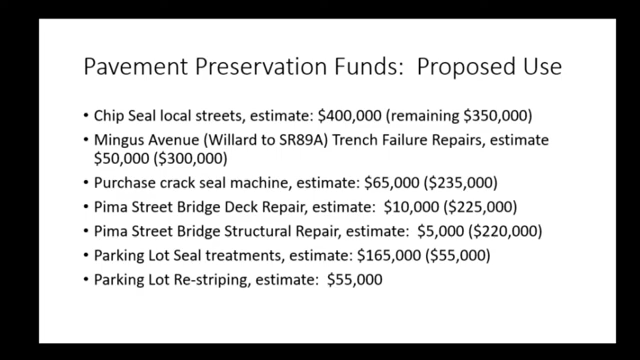 Pavement Preservation Funds:  Proposed Use
• Chip Seal local streets, estimate: $400,000 (remaining $350,000)
• Mingus Avenue (Willard to SR89A) Trench Failure Repairs, estimate
$50,000 ($300,000)
• Purchase crack seal machine, estimate: $65,000 ($235,000)
• Pima Street Bridge Deck Repair, estimate:  $10,000 ($225,000)
• Pima Street Bridge Structural Repair, estimate:  $5,000 ($220,000)
• Parking Lot Seal treatments, estimate: $165,000 ($55,000)
• Parking Lot Re-striping, estimate:  $55,000